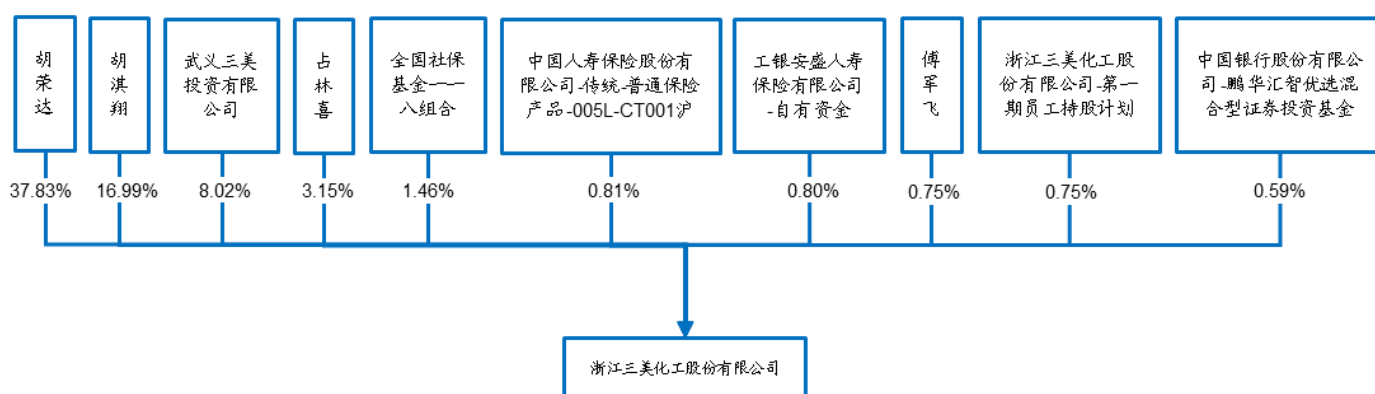 胡
荣
达
胡
淇
翔
武义三美
投资有限
公司
占
林
喜
全国社保
基金一一
八组合
中国人寿保险股份有
限公司-传统-普通保险
产品-005L-CT001沪
工银安盛人寿
保险有限公司
-自有资金
傅
军
飞
浙江三美化工股
份有限公司-第一
期员工持股计划
中国银行股份有限公
司-鹏华汇智优选混
合型证券投资基金
37.83%
16.99%
8.02%
3.15%
1.46%
0.81%
0.80%
0.75%
0.75%
0.59%
浙江三美化工股份有限公司